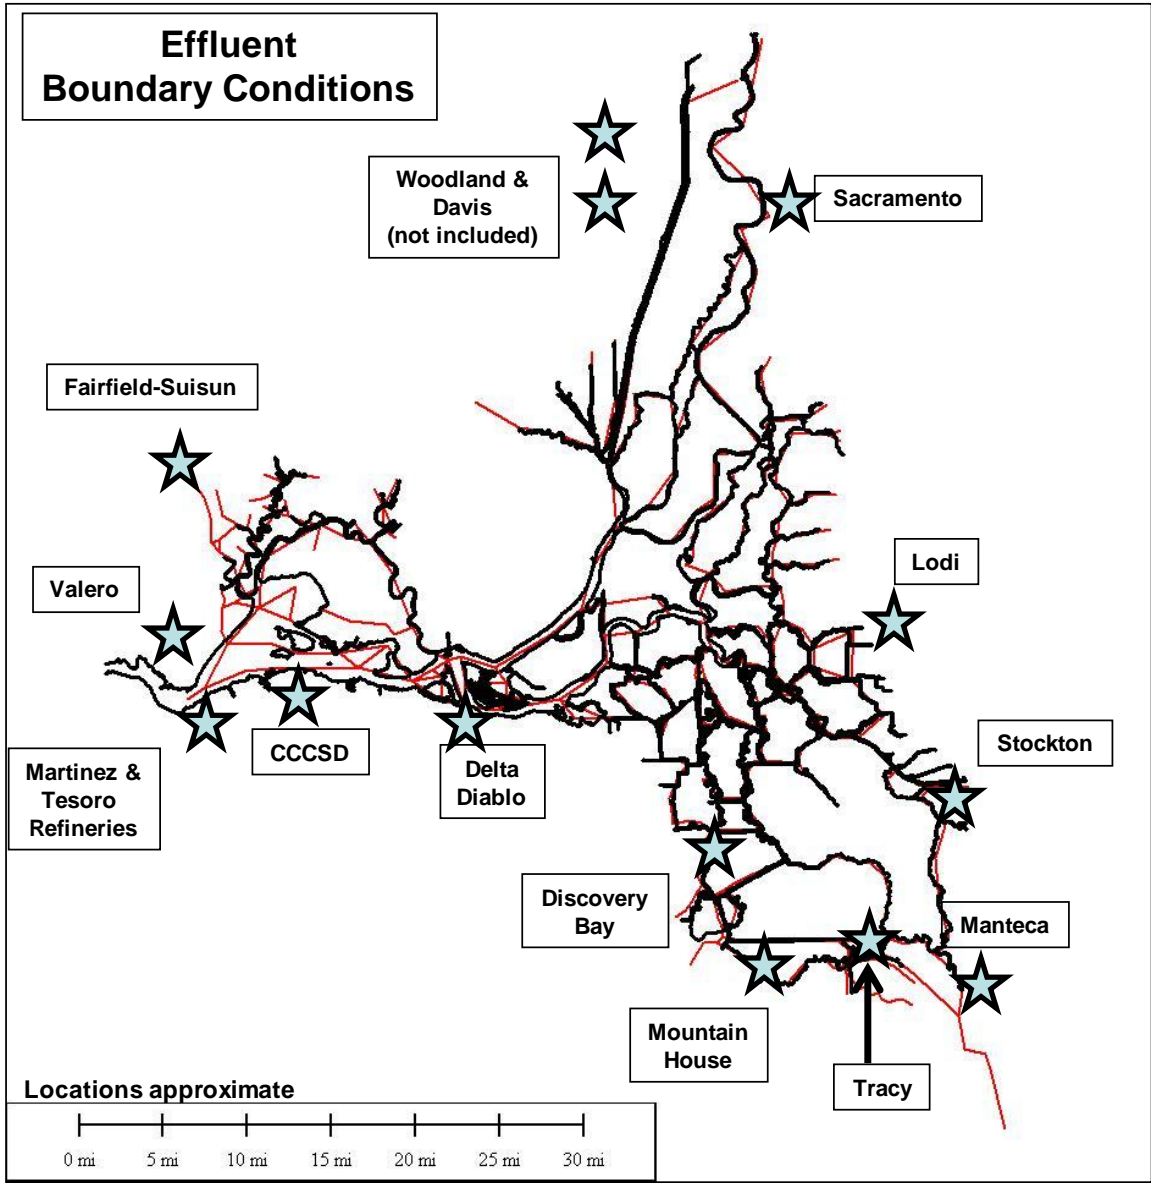 Effluent
Boundary Conditions
Woodland &
Davis
(not included)
Sacramento
Fairfield-Suisun
Valero
Lodi
CCCSD
Martinez &
Tesoro
Refineries
Delta
Diablo
Stockton
Discovery
Bay
Manteca
Mountain
House
Tracy
Locations approximate
0 mi 5 mi 10 mi 15 mi 20 mi 25 mi 30 mi